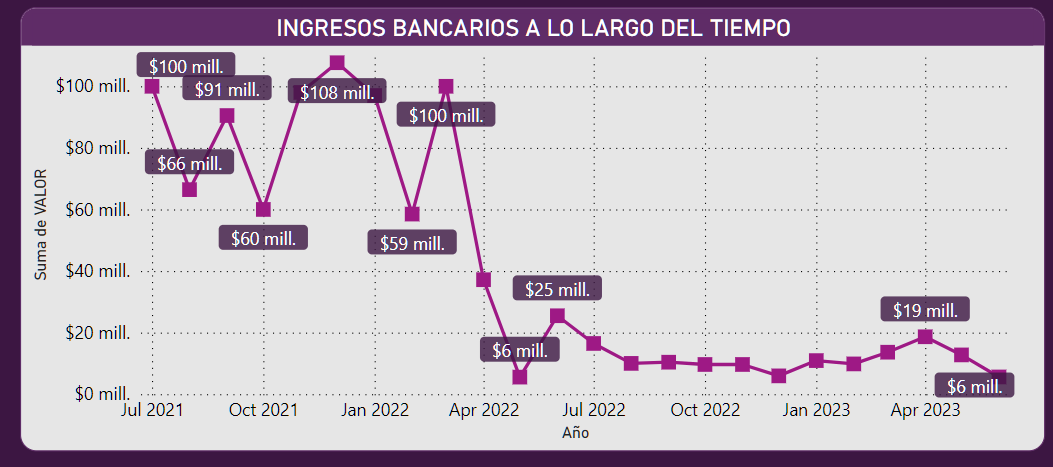 INGRESOS BANCARIOS A LO LARGO DEL TIEMPO
$100 mill.
$91 mill.
$108 mill.
$100 mill.
$66 mill.
$60 mill.
$59 mill.
$25 mill.
$6 mill.
$19 mill.
$6 mill.
Suma de VALOR
$100 mill.
$80 mill.
$60 mill.
$40 mill.
$20 mill.
$0 mill.
Jul 2021 Oct 2021 Jan 2022 Apr 2022 Jul 2022 Oct 2022 Jan 2023 Apr 2023
Año